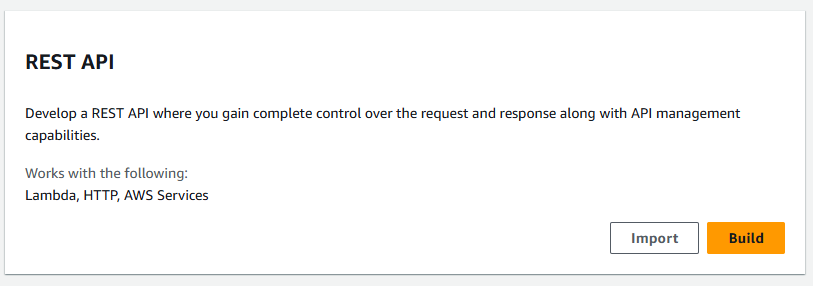 REST API
Develop a REST API where you gain complete control over the request and response along with API management
capabilities.
Works with the following:
Lambda, HTTP, AWS Services
Import
Build